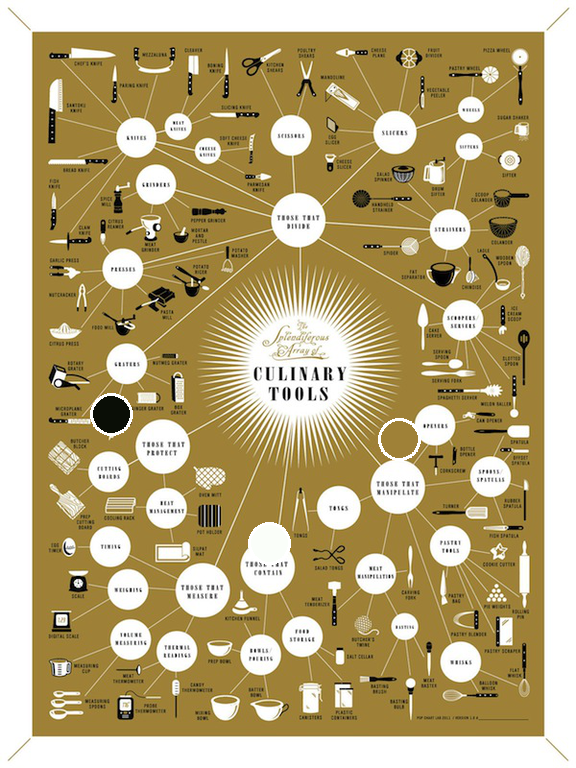 CHEF'S KNIFE
MEZZALUNA
CLEAVER
BONING
KNIFE
KITCHEN
SHEARS
POULTRY
SHEARS
CHEESE
PLANE
FRUIT
DIVIDER
PIZZA WHEEL
PARING KNIFE
MANDOLINE
VEGETABLE
PEELER
PASTRY WHEEL
SANTOKU
KNIFE
SLICING KNIFE
WHEELS
MEAT
KNIVES
KNIVES
SCISSORS
EGG
SLICER
SLICERS
SUGAR SHAKER
CHEESE
KNIVES
SOFT CHEESE
KNIFE
SIFTERS
BREAD KNIFE
CHEESE
SLICER
SIFTER
SALAD
SPINNER
DRUM
SIFTER
FISH
KNIFE
GRINDERS
PARMESAN
KNIFE
SPICE
MILL
HANDHELD
STRAINER
SCOOP
COLANDER
PEPPER GRINDER
CITRUS
REAMER
THOSE THAT
DIVIDE
STRAINERS
CLAM
KNIFE
MEAT
GRINDER
MORTAR
AND
PESTLE
SPIDER
COLANDER
LADLE
WOODEN
SPOON
GARLIC PRESS
PRESSES
POTATO
RICER
POTATO
MASHER
FAT
SEPARATOR
CHINOISE
NUTCRACKER
PASTA
MILL
CITRUS PRESS
FOOD MILL
The
Splendiferous
Array of
CULINARY
TOOLS
CAKE
SERVER
SCOOPERS/
SERVERS
ICE
CREAM
SCOOP
SLOTTED
SPOON
ROTARY
GRATER
GRATERS
NUTMEG GRATER
SERVING
SPOON
SERVING FORK
SPAGHETTI SERVER
MELON BALLER
MICROPLANE
GRATER
BOX
GRATER
CAN OPENER
OPENERS
SPATULA
BUTCHER
BLOCK
THOSE THAT
PROTECT
BOTTLE
OPENER
OFFSET
SPATULA
CORKSCREW
CUTTING
BOARDS
OVEN MITT
THOSE THAT
MANIPULATE
SPOONS/
SPATULAS
RUBBER
SPATULA
PREP
CUTTING
BOARD
COOLING RACK
HEAT
MANAGEMENT
POT HOLDER
TONGS
TONGS
TURNER
FISH SPATULA
EGG
TIMER
TIMING
SILPAT
MAT
SALAD TONGS
PASTRY
TOOLS
COOKIE CUTTER
THOSE THAT
CONTAIN
MEAT
MANIPULATION
SCALE
WEIGHING
THOSE THAT
MEASURE
MEAT
TENDERIZER
CARVING
FORK
PASTRY
BAG
PIE WEIGHTS
ROLLING
PIN
KITCHEN FUNNEL
DIGITAL SCALE
VOLUME
MEASURING
FOOD
STORAGE
BUTCHER'S
TWINE
BASTING
PASTRY BLENDER
PASTRY SCRAPER
THERMAL
READINGS
PREP BOWL
BOWLS/
POURING
SALT CELLAR
WHISKS
FLAT
WHISK
MEASURING
CUP
MEAT
THERMOMETER
CANDY
THERMOMETER
BATTER
BOWL
BASTING
BRUSH
MEAT
BASTER
BALLOON
WHISK
MEASURING
SPOONS
PROBE
THERMOMETER
MIXING
BOWL
CANISTERS
PLASTIC
CONTAINERS
BASTING
BULB